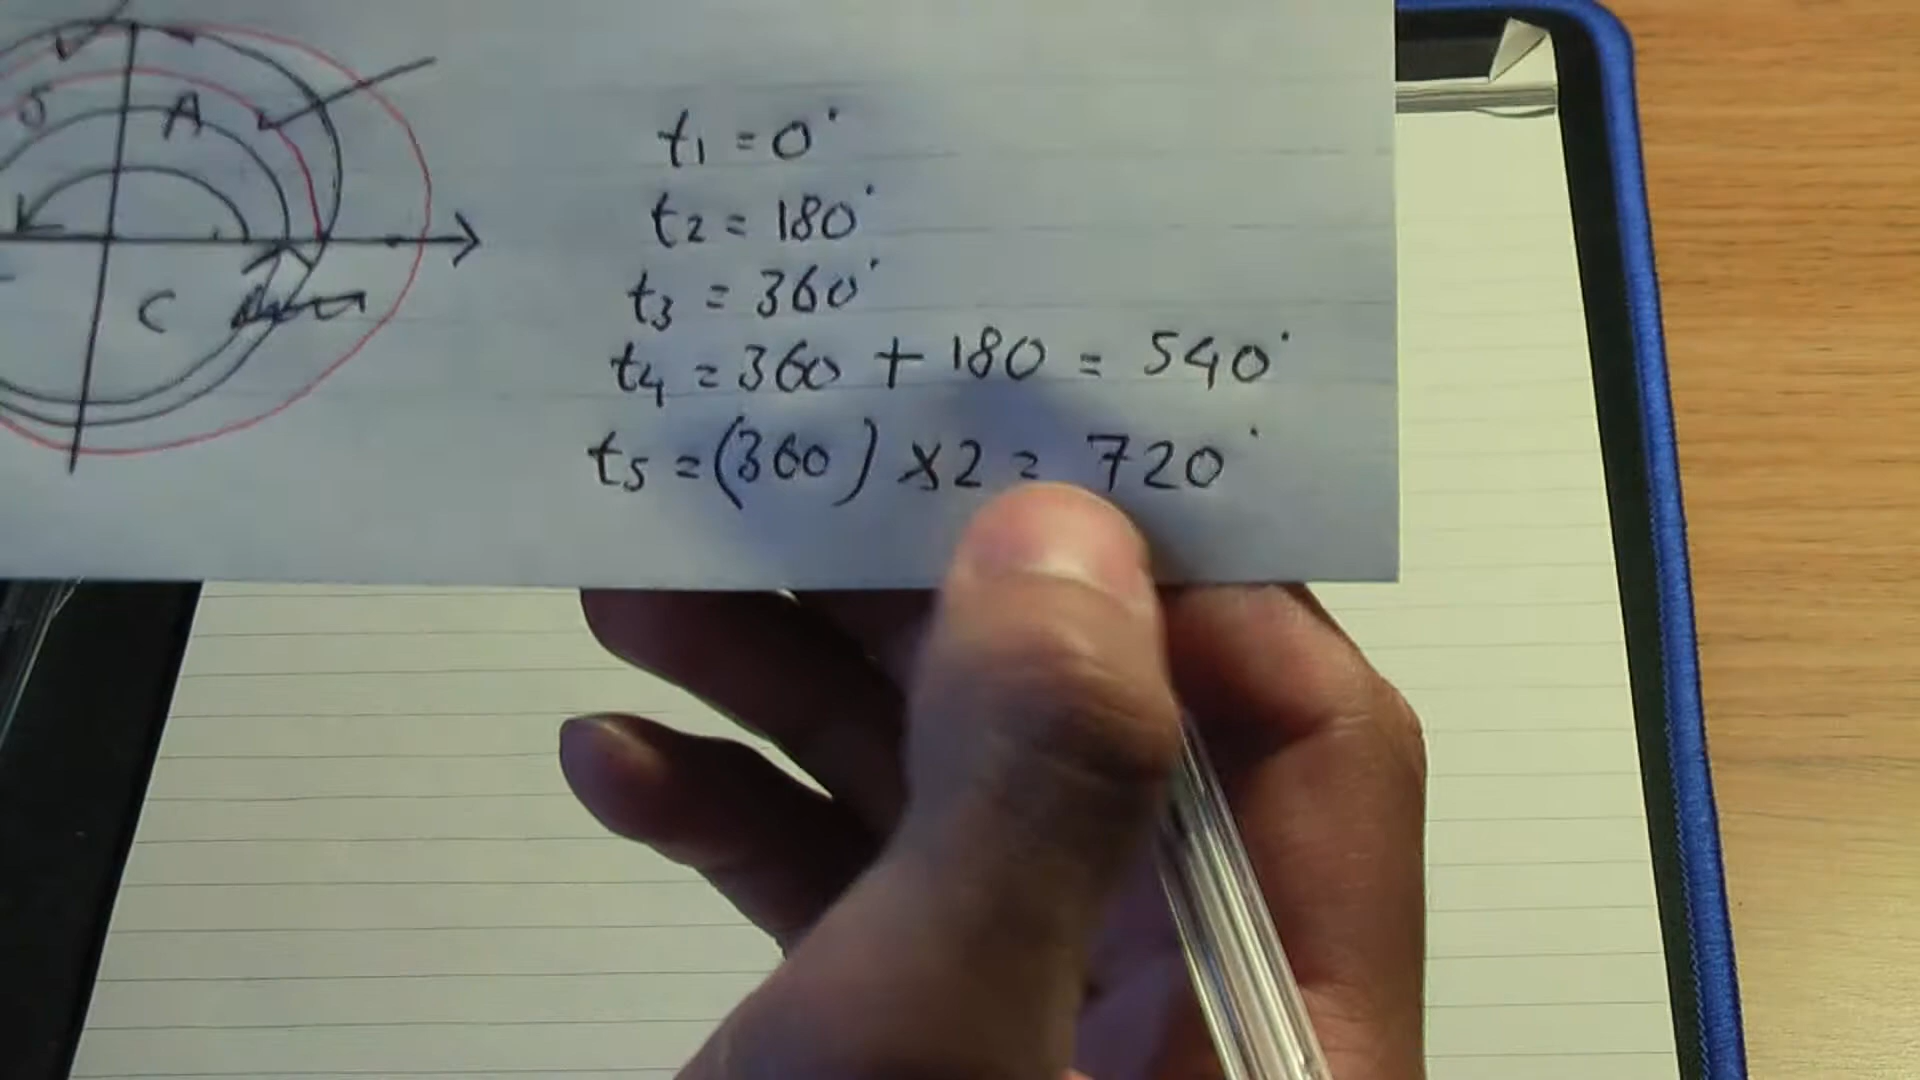 S A
C
t1 = 0°
t2 = 180°
t3 = 360°
t4 = 360 + 180 = 540°
t5 = (360) x2 = 720°